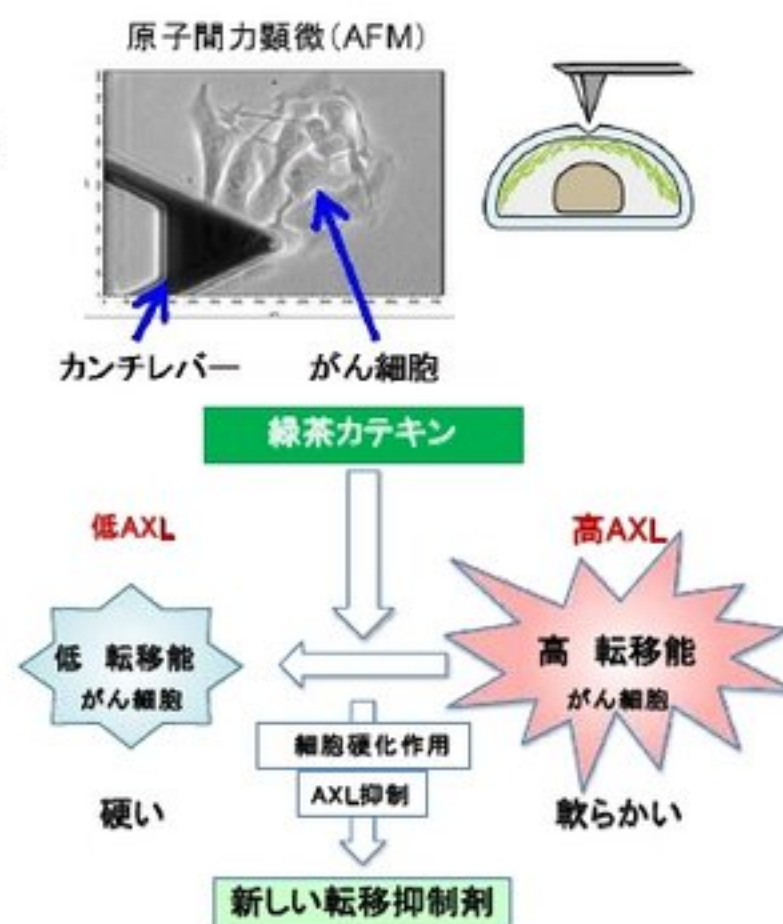 原子間力顕微(AFM)
カンチレバー
がん細胞
緑茶カテキン
低AXL
高AXL
低 転移能
がん細胞
高 転移能
がん細胞
細胞硬化作用
AXL抑制
硬い
軟らかい
新しい転移抑制剤